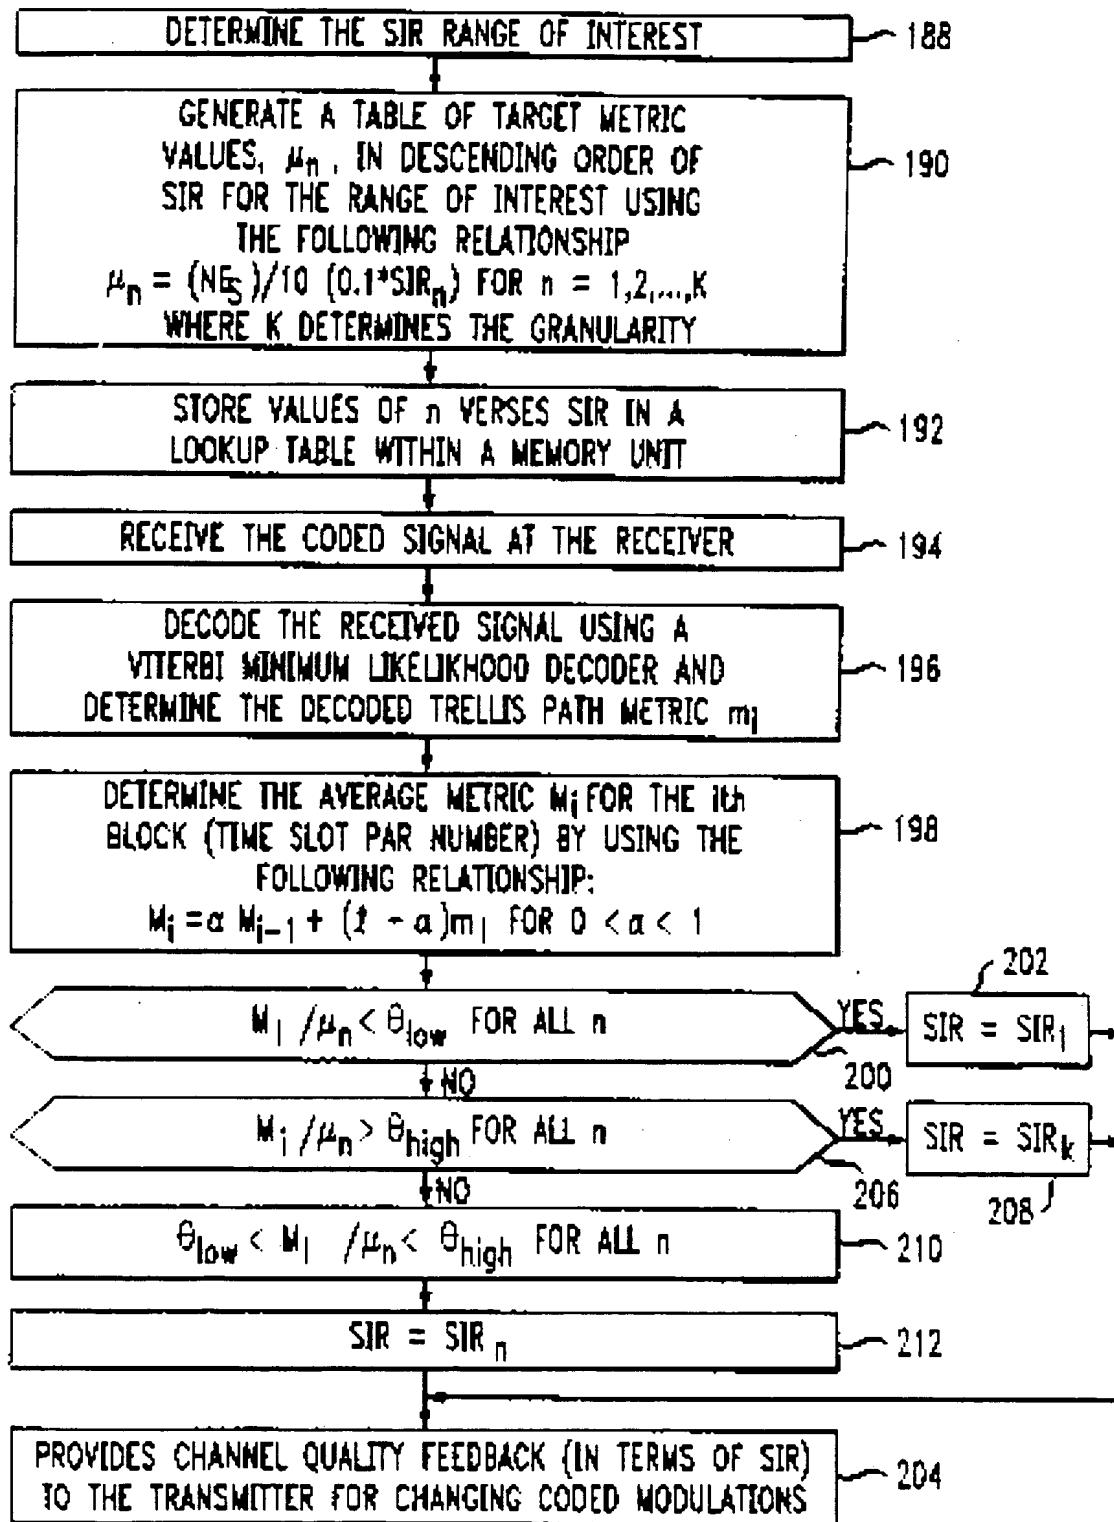 DETERMINE THE SIR RANGE OF INTEREST
188
GENERATE A TABLE OF TARGET METRIC
VALUES, μn, IN DESCENDING ORDER OF
SIR FOR THE RANGE OF INTEREST USING
THE FOLLOWING RELATIONSHIP
μn = (NES)/10 (0.1*SIRn) FOR n = 1,2,...,K
WHERE K DETERMINES THE GRANULARITY
190
STORE VALUES OF n VERSES SIR IN A
LOOKUP TABLE WITHIN A MEMORY UNIT
192
RECEIVE THE CODED SIGNAL AT THE RECEIVER
194
DECODE THE RECEIVED SIGNAL USING A
VITERBI MINIMUM LIKELIKHOOD DECODER AND
DETERMINE THE DECODED TRELLIS PATH METRIC mi
196
DETERMINE THE AVERAGE METRIC Mi FOR THE ith
BLOCK (TIME SLOT PAR NUMBER) BY USING THE
FOLLOWING RELATIONSHIP:
Mi = α Mi-1 + (1 - α)mi FOR 0 < α < 1
198
Mi /μn < θlow FOR ALL n
YES
200
202
SIR = SIR1
NO
Mi /μn > θhigh FOR ALL n
YES
206
SIR = SIRk
208
NO
θlow < Mi /μn < θhigh FOR ALL n
210
SIR = SIR n
212
PROVIDES CHANNEL QUALITY FEEDBACK (IN TERMS OF SIR)
TO THE TRANSMITTER FOR CHANGING CODED MODULATIONS
204